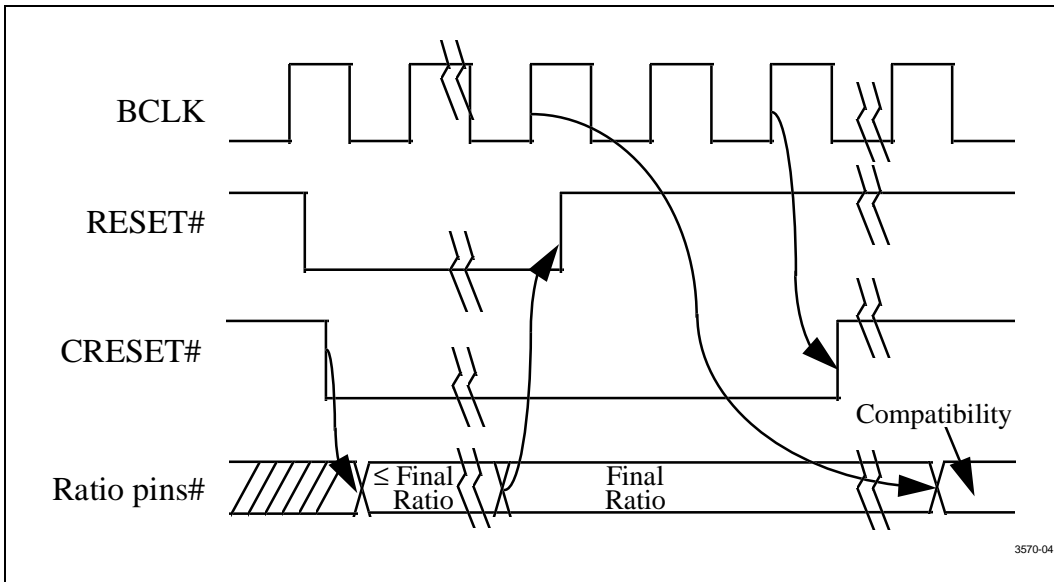 BCLK
RESET#
CRESET#
Compatibility
Ratio pins#
≤ Final
Ratio
Final
Ratio
3570-04